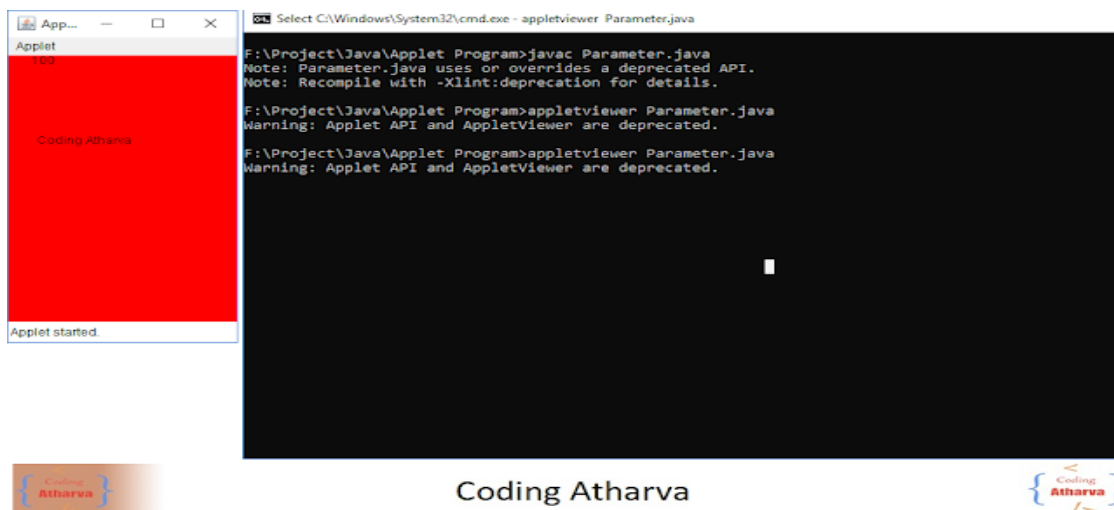 App...
Applet
100
Coding Atharva
Applet started.
Select C:\Windows\System32\cmd.exe - appletviewer Parameter.java
F:\Project\Java\Applet Program>javac Parameter.java
Note: Parameter.java uses or overrides a deprecated API.
Note: Recompile with -Xlint:deprecation for details.
F:\Project\Java\Applet Program>appletviewer Parameter.java
Warning: Applet API and AppletViewer are deprecated.
F:\Project\Java\Applet Program>appletviewer Parameter.java
Warning: Applet API and AppletViewer are deprecated.
{ Coding
Atharva }
Coding Atharva
<
{ Coding
Atharva }
/>